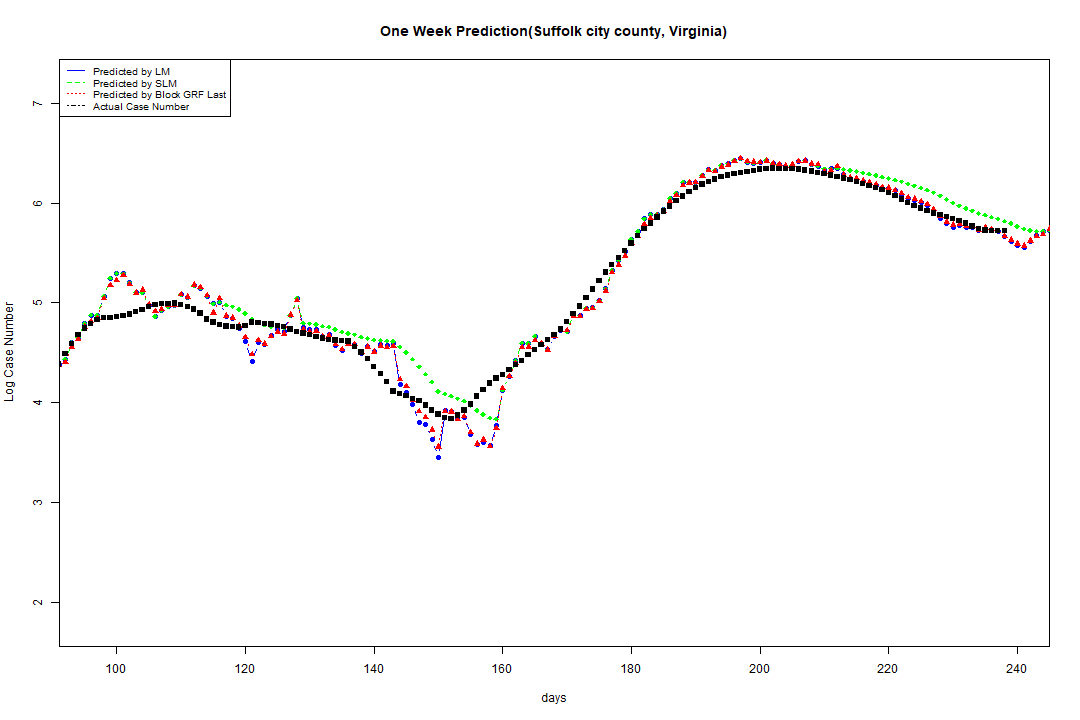 One Week Prediction(Suffolk city county, Virginia)
Predicted by LM
Predicted by SLM
Predicted by Block GRF Last
Actual Case Number
7
6
5
4
3
2
Log Case Number
100 120 140 160 180 200 220 240
days